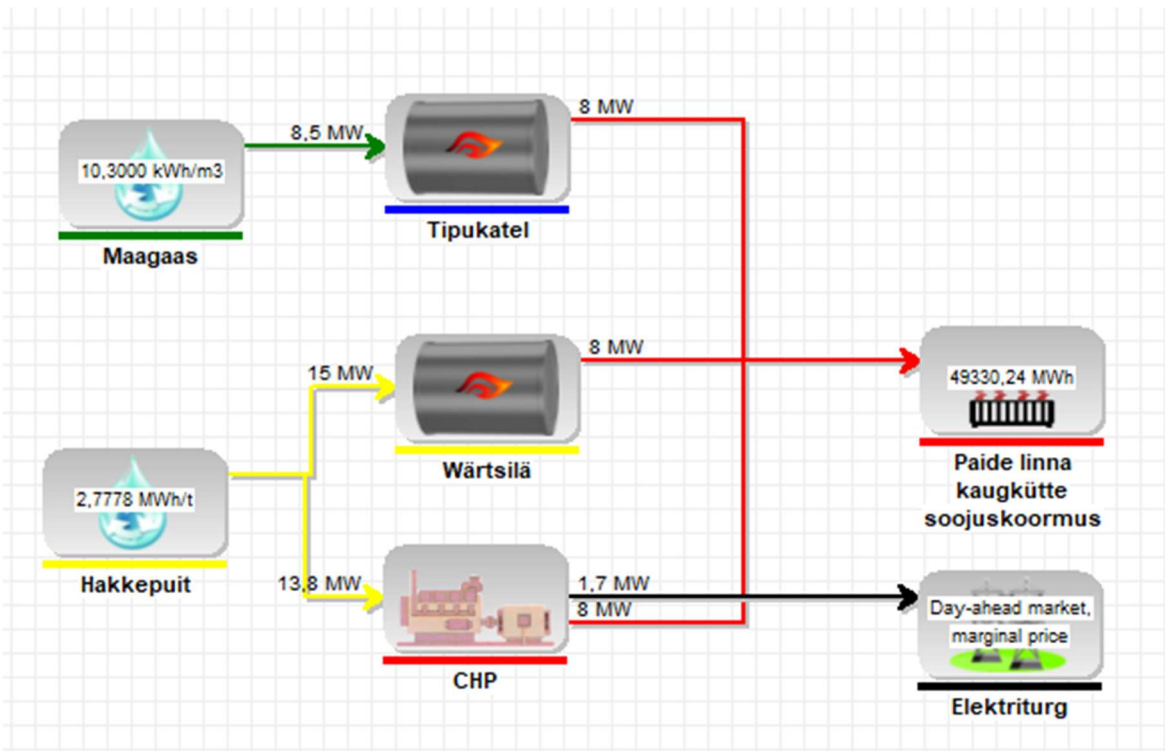 8 MW
8,5 MW
10,3000 kWh/m3
Tipukatel
Maagaas
8 MW
15 MW
49330,24 MWh
Wärtsilä
Paide linna
kaugkütte
soojuskoormus
2,7778 MWh/t
Hakkepuit
13,8 MW
1,7 MW
8 MW
Day-ahead market,
marginal price
CHP
Elektriturg